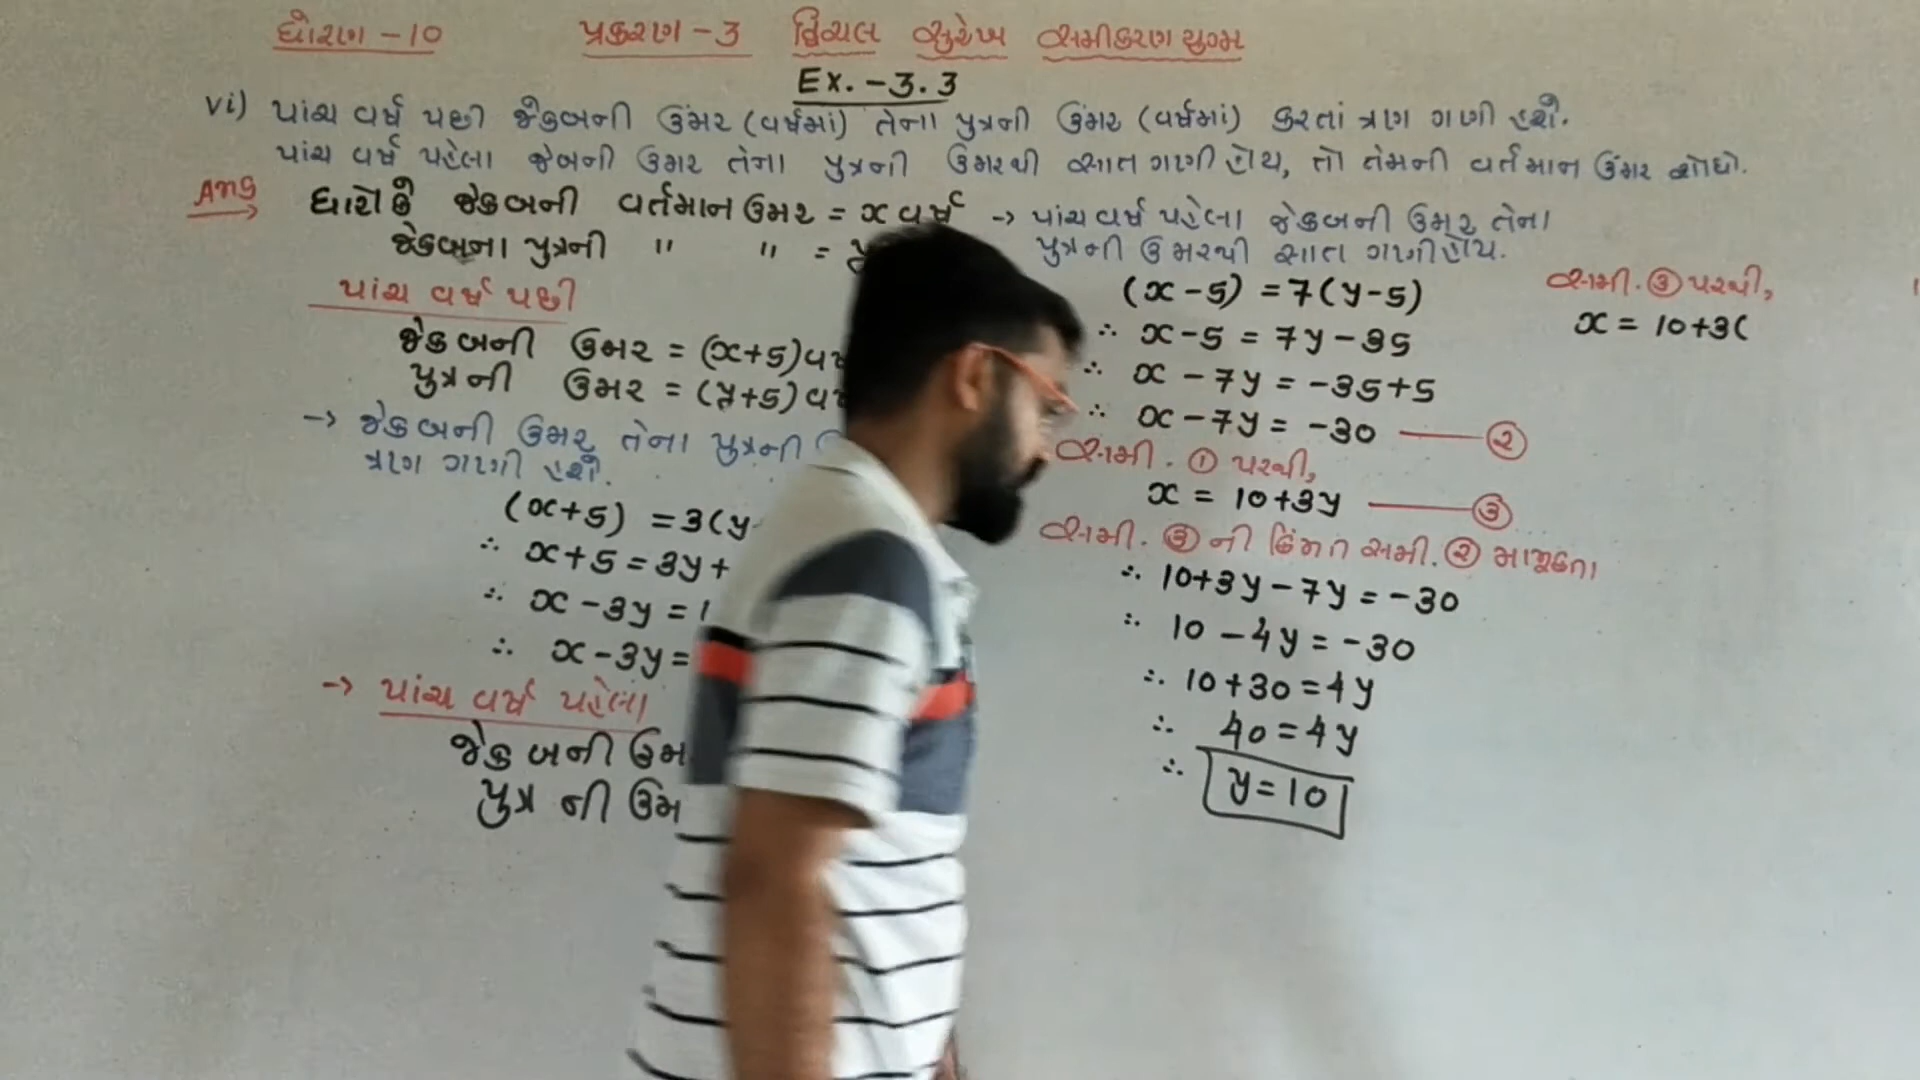 ધોરણ - 10 પ્રકરણ - 3 દ્વિચલ સુરેખ સમીકરણ યુગ્મ
Ex. - 3.3
vi) પાંચ વર્ષ પછી જેકબની ઉંમર (વર્ષમાં) તેના પુત્રની ઉંમર (વર્ષમાં) કરતાં ત્રણ ગણી હશે.
પાંચ વર્ષ પહેલા જેબની ઉંમર તેના પુત્રની ઉંમરથી સાત ગણી હોય, તો તેમની વર્તમાન ઉંમર શોધો.
Ans ધારોકે જેકબની વર્તમાન ઉંમર = x વર્ષ
જેકબના પુત્રની " " = y
પાંચ વર્ષ પછી
જેકબની ઉંમર = (x+5) વર્ષ
પુત્રની ઉંમર = (y+5) વર્ષ
→ જેકબની ઉંમર તેના પુત્રની
ત્રણ ગણી હશે.
(x+5) = 3(y
∴ x+5 = 3y+
∴ x-3y = 1
∴ x-3y =
→ પાંચ વર્ષ પહેલા
જેકબની ઉમ
પુત્ર ની ઉમ
→ પાંચ વર્ષ પહેલા જેકબની ઉંમર તેના
પુત્રની ઉંમરથી સાત ગણી હોય.
(x-5) = 7(y-5)
∴ x-5 = 7y-35
∴ x-7y = -35+5
∴ x-7y = -30 —— ②
સમી. ① પરથી,
x = 10+3y —— ③
સમી. ③ ની કિંમત સમી. ② માં મૂકતા
∴ 10+3y-7y = -30
∴ 10-4y = -30
∴ 10+30 = 4y
∴ 40 = 4y
∴ y = 10
સમી. ③ પરથી,
x = 10+3(